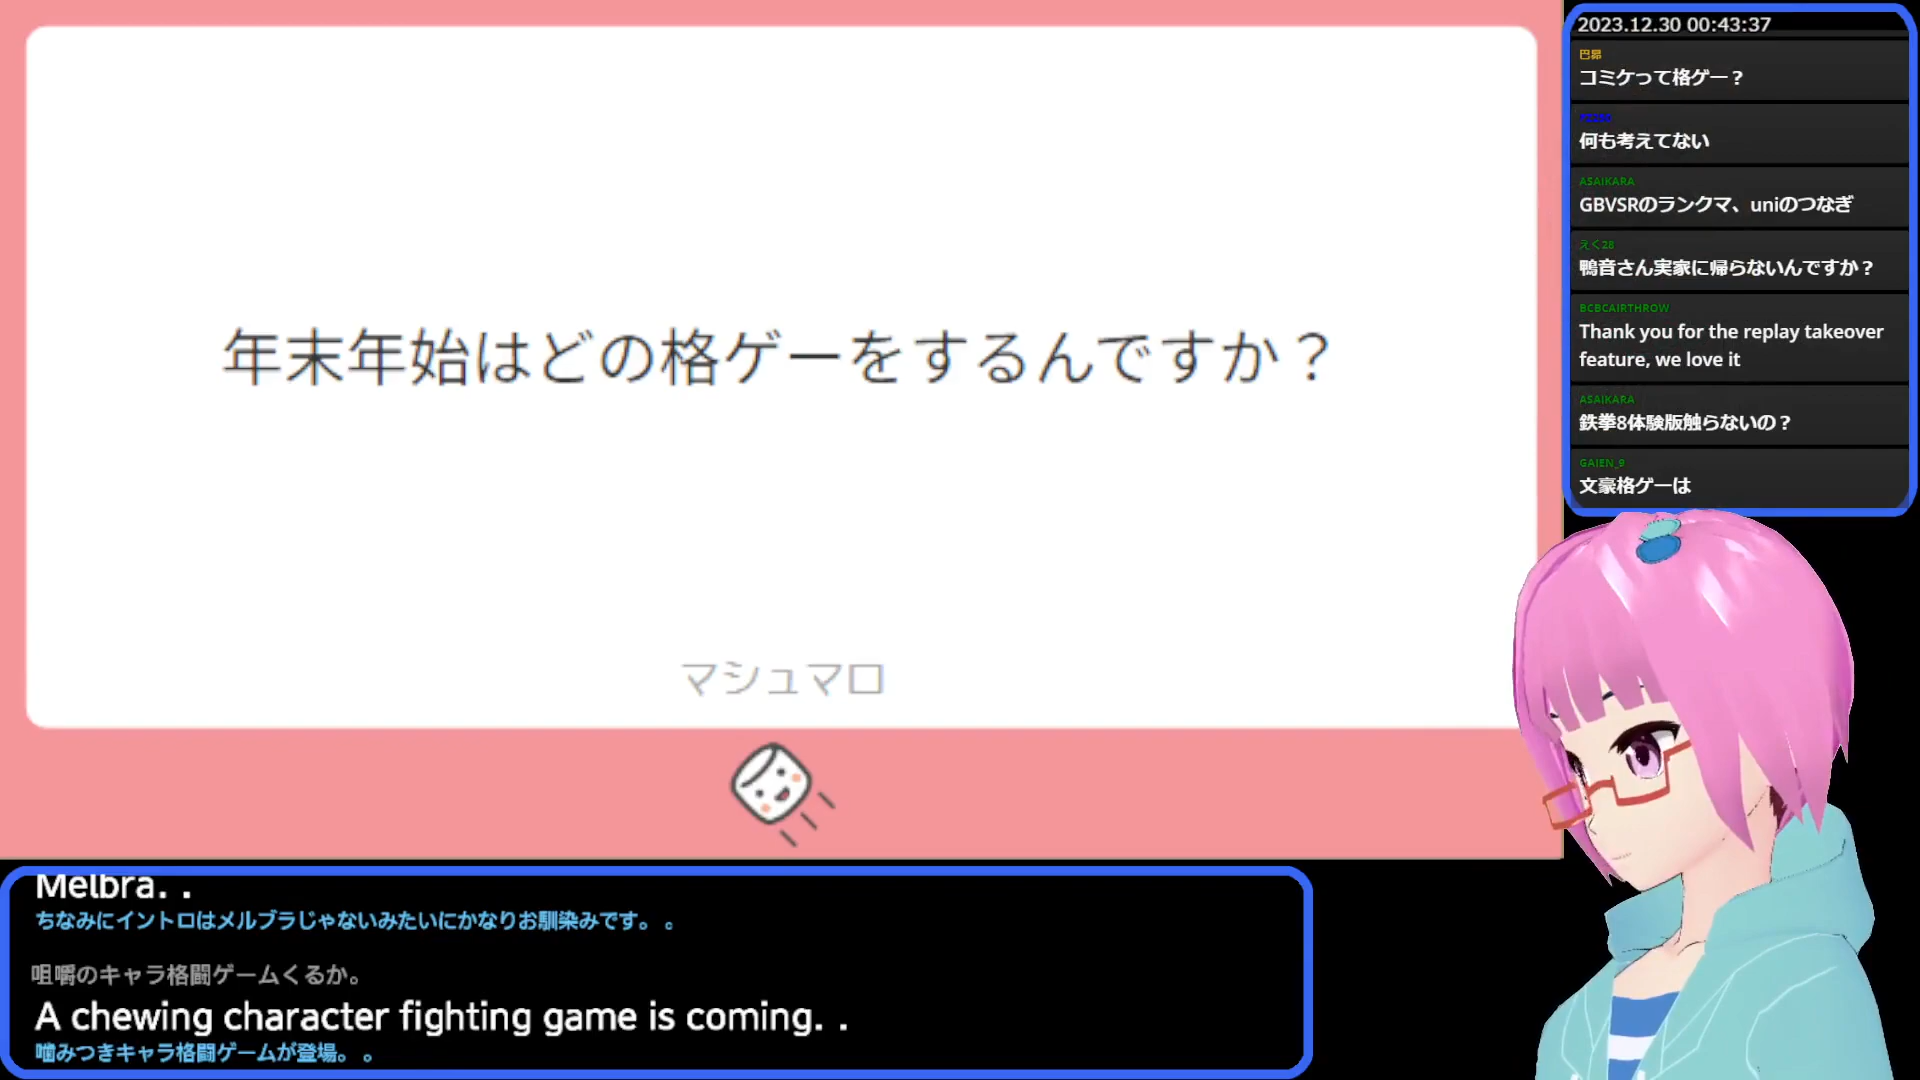 年末年始はどの格ゲーをするんですか？
マシュマロ
2023.12.30 00:43:37
巴昴
コミケって格ゲー？
何も考えてない
ASAIKARA
GBVSRのランクマ、uniのつなぎ
えく28
鴨音さん実家に帰らないんですか？
BCBCAIRTHROW
Thank you for the replay takeover
feature, we love it
ASAIKARA
鉄拳8体験版触らないの？
GAIEN_9
文豪格ゲーは
Melbra. .
ちなみにイントロはメルブラじゃないみたいにかなりお馴染みです。 。
咀嚼のキャラ格闘ゲームくるか。
A chewing character fighting game is coming. .
噛みつきキャラ格闘ゲームが登場。 。